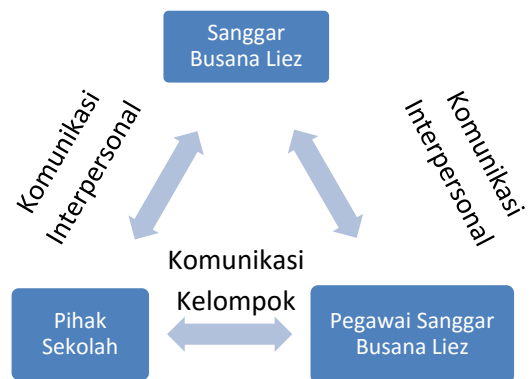 Sanggar
Busana Liez
Komunikasi
Interpersonal
Komunikasi
Interpersonal
Komunikasi
Kelompok
Pihak
Sekolah
Pegawai Sanggar
Busana Liez